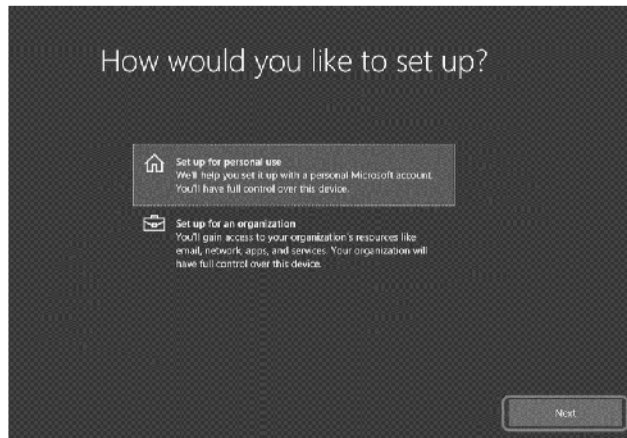 How would you like to set up?
Set up for personal use
We'll help you set it up with a personal Microsoft account.
You'll have full control over this device.
Set up for an organization
You'll gain access to your organization's resources like
email, network, apps, and services. Your organization will
have full control over this device.
Next